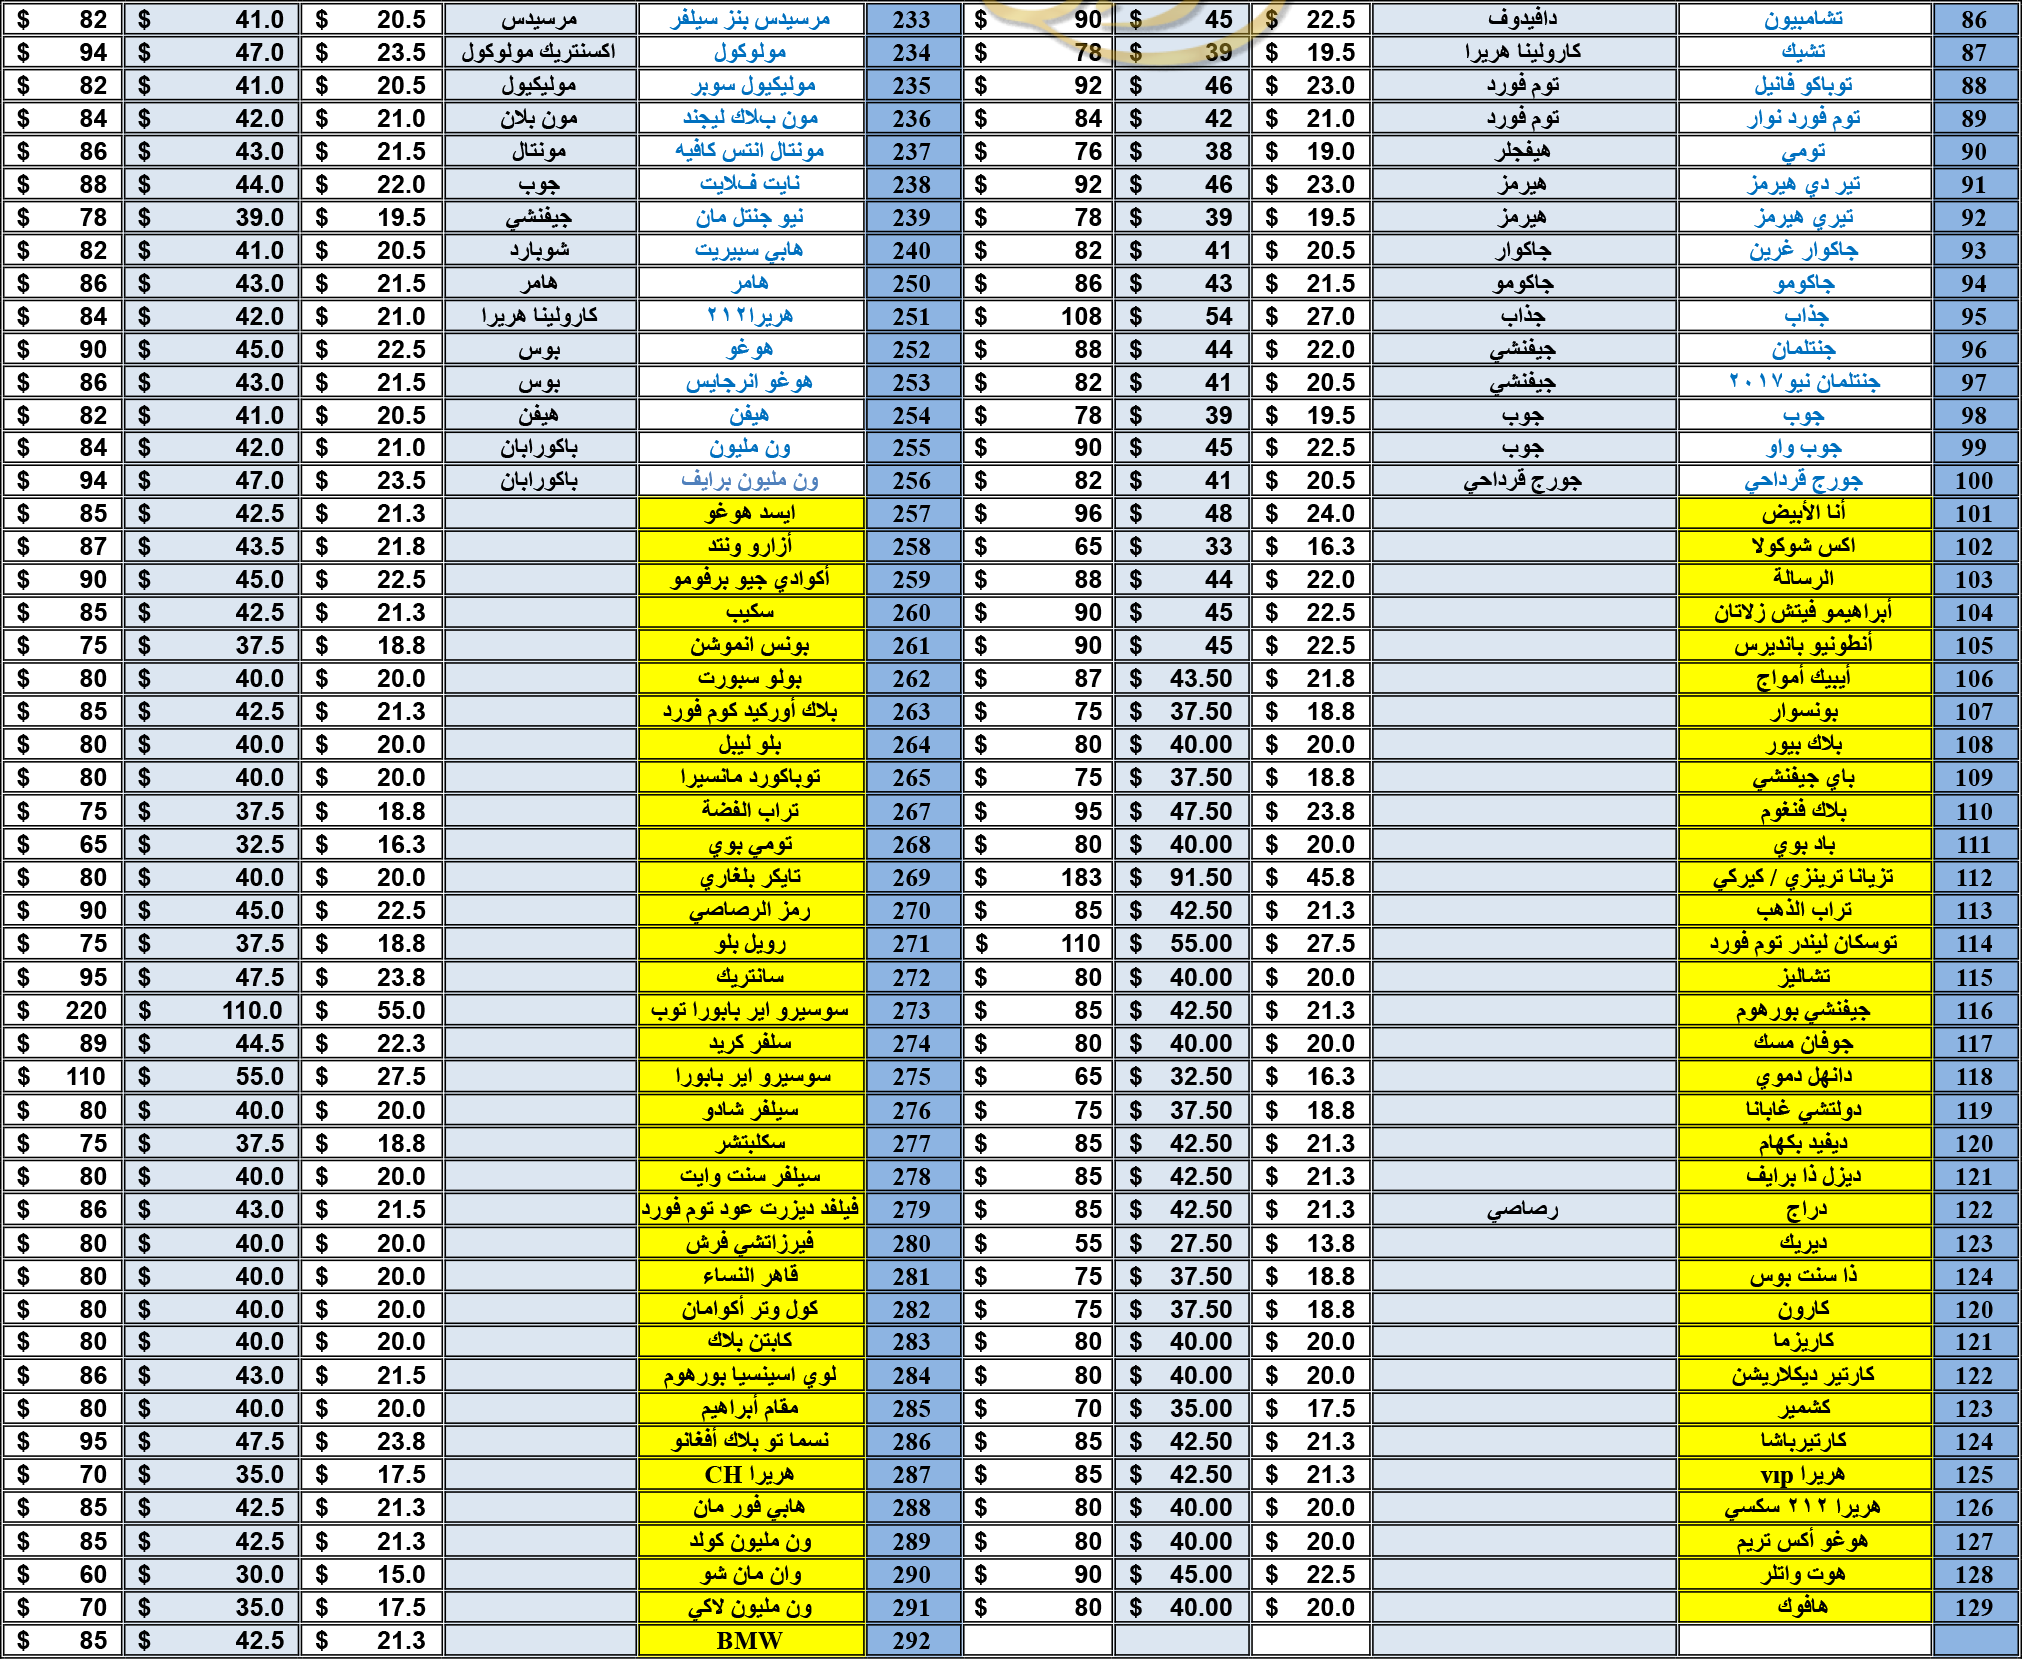 86 تشامبيون دافيدوف $ 22.5 $ 45 $ 90 233 مرسيدس بنز سيلفر مرسيدس $ 20.5 $ 41.0 $ 82
87 تشيك كارولينا هريرا $ 19.5 $ 39 $ 78 234 مولوكول اكسنتريك مولوكول $ 23.5 $ 47.0 $ 94
88 توباكو فانيل توم فورد $ 23.0 $ 46 $ 92 235 موليكيول سوبر موليكيول $ 20.5 $ 41.0 $ 82
89 توم فورد نوار توم فورد $ 21.0 $ 42 $ 84 236 مون بلاك ليجند مون بلان $ 21.0 $ 42.0 $ 84
90 تومي هيفجلر $ 19.0 $ 38 $ 76 237 مونتال انتس كافيه مونتال $ 21.5 $ 43.0 $ 86
91 تير دي هيرمز هيرمز $ 23.0 $ 46 $ 92 238 نايت فلايت جوب $ 22.0 $ 44.0 $ 88
92 تيري هيرمز هيرمز $ 19.5 $ 39 $ 78 239 نيو جنتل مان جيفنشي $ 19.5 $ 39.0 $ 78
93 جاكوار غرين جاكوار $ 20.5 $ 41 $ 82 240 هابي سبيريت شوبارد $ 20.5 $ 41.0 $ 82
94 جاكومو جاكومو $ 21.5 $ 43 $ 86 250 هامر هامر $ 21.5 $ 43.0 $ 86
95 جذاب جذاب $ 27.0 $ 54 $ 108 251 هريرا٢١٢ كارولينا هريرا $ 21.0 $ 42.0 $ 84
96 جنتلمان جيفنشي $ 22.0 $ 44 $ 88 252 هوغو بوس $ 22.5 $ 45.0 $ 90
97 جنتلمان نيو٢٠١٧ جيفنشي $ 20.5 $ 41 $ 82 253 هوغو انرجايس بوس $ 21.5 $ 43.0 $ 86
98 جوب جوب $ 19.5 $ 39 $ 78 254 هيفن هيفن $ 20.5 $ 41.0 $ 82
99 جوب واو جوب $ 22.5 $ 45 $ 90 255 ون مليون باكورابان $ 21.0 $ 42.0 $ 84
100 جورج قرداحي جورج قرداحي $ 20.5 $ 41 $ 82 256 ون مليون برايف باكورابان $ 23.5 $ 47.0 $ 94
101 أنا الأبيض $ 24.0 $ 48 $ 96 257 ايسد هوغو $ 21.3 $ 42.5 $ 85
102 اكس شوكولا $ 16.3 $ 33 $ 65 258 أزارو ونتد $ 21.8 $ 43.5 $ 87
103 الرسالة $ 22.0 $ 44 $ 88 259 أكوادي جيو برفومو $ 22.5 $ 45.0 $ 90
104 أبراهيمو فيتش زلاتان $ 22.5 $ 45 $ 90 260 سكيب $ 21.3 $ 42.5 $ 85
105 أنطونيو بانديرس $ 22.5 $ 45 $ 90 261 بونس انموشن $ 18.8 $ 37.5 $ 75
106 أيبيك أمواج $ 21.8 $ 43.50 $ 87 262 بولو سبورت $ 20.0 $ 40.0 $ 80
107 بونسوار $ 18.8 $ 37.50 $ 75 263 بلاك أوركيد كوم فورد $ 21.3 $ 42.5 $ 85
108 بلاك بيور $ 20.0 $ 40.00 $ 80 264 بلو ليبل $ 20.0 $ 40.0 $ 80
109 باي جيفنشي $ 18.8 $ 37.50 $ 75 265 توباكورد مانسيرا $ 20.0 $ 40.0 $ 80
110 بلاك فنغوم $ 23.8 $ 47.50 $ 95 267 تراب الفضة $ 18.8 $ 37.5 $ 75
111 باد بوي $ 20.0 $ 40.00 $ 80 268 تومي بوي $ 16.3 $ 32.5 $ 65
112 تزيانا ترينزي / كيركي $ 45.8 $ 91.50 $ 183 269 تايكر بلغاري $ 20.0 $ 40.0 $ 80
113 تراب الذهب $ 21.3 $ 42.50 $ 85 270 رمز الرصاصي $ 22.5 $ 45.0 $ 90
114 توسكان ليندر توم فورد $ 27.5 $ 55.00 $ 110 271 رويل بلو $ 18.8 $ 37.5 $ 75
115 تشاليز $ 20.0 $ 40.00 $ 80 272 سانتريك $ 23.8 $ 47.5 $ 95
116 جيفنشي بورهوم $ 21.3 $ 42.50 $ 85 273 سوسيرو اير بابورا توب $ 55.0 $ 110.0 $ 220
117 جوفان مسك $ 20.0 $ 40.00 $ 80 274 سلفر كريد $ 22.3 $ 44.5 $ 89
118 دانهل دموي $ 16.3 $ 32.50 $ 65 275 سوسيرو اير بابورا $ 27.5 $ 55.0 $ 110
119 دولتشي غابانا $ 18.8 $ 37.50 $ 75 276 سيلفر شادو $ 20.0 $ 40.0 $ 80
120 ديفيد بكهام $ 21.3 $ 42.50 $ 85 277 سكلبتشر $ 18.8 $ 37.5 $ 75
121 ديزل ذا برايف $ 21.3 $ 42.50 $ 85 278 سيلفر سنت وايت $ 20.0 $ 40.0 $ 80
122 دراج رصاصي $ 21.3 $ 42.50 $ 85 279 فيلفد ديزرت عود توم فورد $ 21.5 $ 43.0 $ 86
123 ديريك $ 13.8 $ 27.50 $ 55 280 فيرزاتشي فرش $ 20.0 $ 40.0 $ 80
124 ذا سنت بوس $ 18.8 $ 37.50 $ 75 281 قاهر النساء $ 20.0 $ 40.0 $ 80
120 كارون $ 18.8 $ 37.50 $ 75 282 كول وتر أكوامان $ 20.0 $ 40.0 $ 80
121 كاريزما $ 20.0 $ 40.00 $ 80 283 كابتن بلاك $ 20.0 $ 40.0 $ 80
122 كارتير ديكلاريشن $ 20.0 $ 40.00 $ 80 284 لوي اسينسيا بورهوم $ 21.5 $ 43.0 $ 86
123 كشمير $ 17.5 $ 35.00 $ 70 285 مقام أبراهيم $ 20.0 $ 40.0 $ 80
124 كارتيرباشا $ 21.3 $ 42.50 $ 85 286 نسما تو بلاك أفغانو $ 23.8 $ 47.5 $ 95
125 هريرا vıp $ 21.3 $ 42.50 $ 85 287 هريرا CH $ 17.5 $ 35.0 $ 70
126 هريرا ٢١٢ سكسي $ 20.0 $ 40.00 $ 80 288 هابي فور مان $ 21.3 $ 42.5 $ 85
127 هوغو أكس تريم $ 20.0 $ 40.00 $ 80 289 ون مليون كولد $ 21.3 $ 42.5 $ 85
128 هوت واتلر $ 22.5 $ 45.00 $ 90 290 وان مان شو $ 15.0 $ 30.0 $ 60
129 هافوك $ 20.0 $ 40.00 $ 80 291 ون مليون لاكي $ 17.5 $ 35.0 $ 70
292 BMW $ 21.3 $ 42.5 $ 85